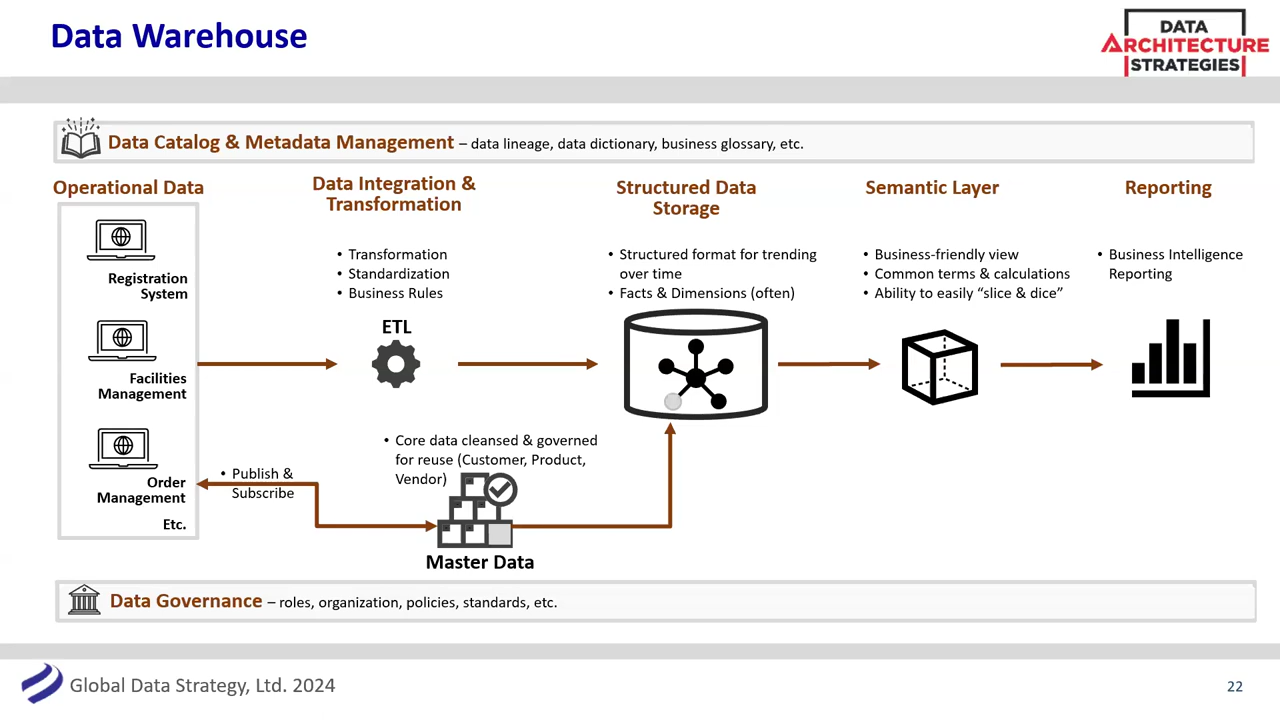 Data Warehouse
DATA
ARCHITECTURE
STRATEGIES
Data Catalog & Metadata Management – data lineage, data dictionary, business glossary, etc.
Operational Data
Registration
System
Facilities
Management
Order
Management
Etc.
Data Integration &
Transformation
• Transformation
• Standardization
• Business Rules
ETL
Structured Data
Storage
• Structured format for trending
over time
• Facts & Dimensions (often)
Semantic Layer
• Business-friendly view
• Common terms & calculations
• Ability to easily “slice & dice”
Reporting
• Business Intelligence
Reporting
• Publish &
Subscribe
• Core data cleansed & governed
for reuse (Customer, Product,
Vendor)
Master Data
Data Governance – roles, organization, policies, standards, etc.
Global Data Strategy, Ltd. 2024
22